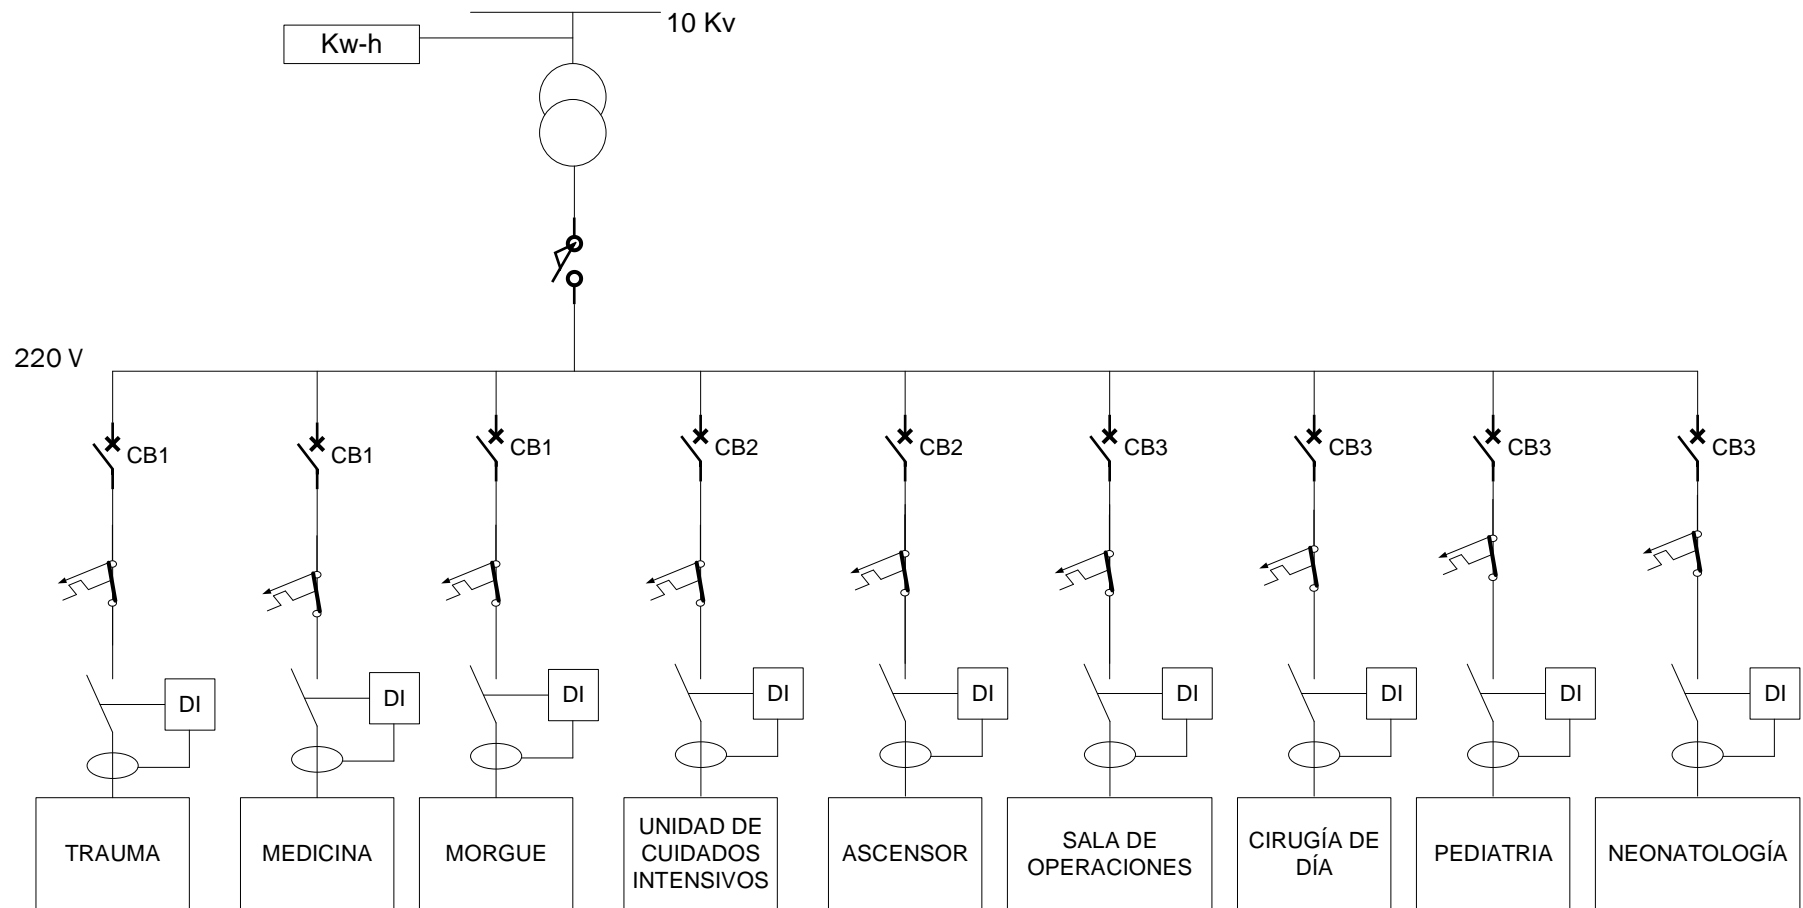 10 Kv
Kw-h
220 V
CB1
CB1
CB1
CB2
CB2
CB3
CB3
CB3
CB3
DI
DI
DI
DI
DI
DI
DI
DI
DI
TRAUMA
MEDICINA
MORGUE
UNIDAD DE
CUIDADOS
INTENSIVOS
ASCENSOR
SALA DE
OPERACIONES
CIRUGÍA DE
DÍA
PEDIATRIA
NEONATOLOGÍA